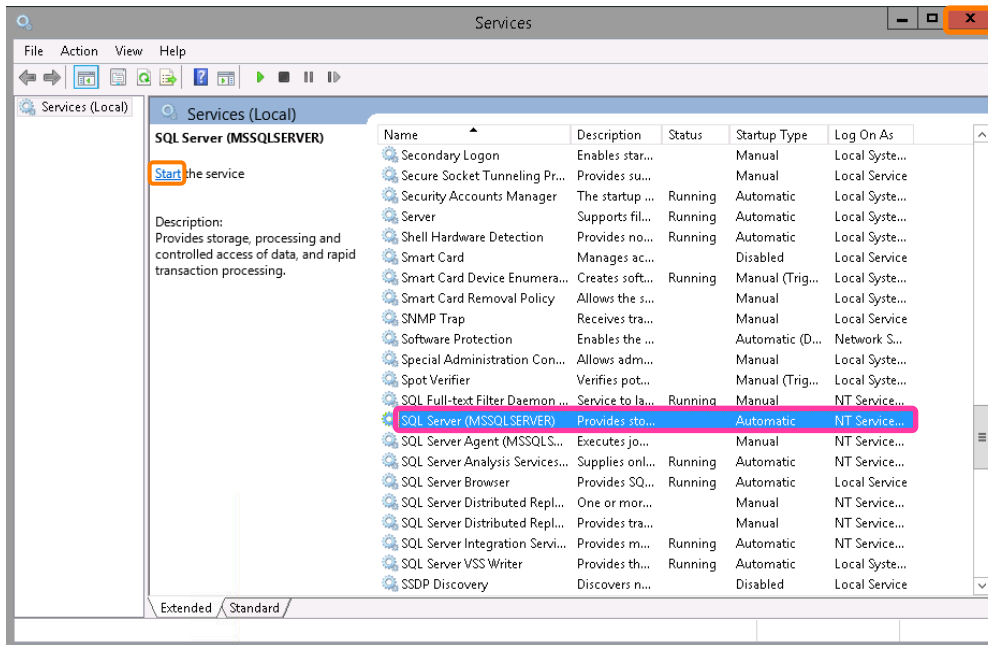 Services
File Action View Help
Services (Local)
Services (Local)
SQL Server (MSSQLSERVER)
Start the service
Description:
Provides storage, processing and
controlled access of data, and rapid
transaction processing.
Name Description Status Startup Type Log On As
Secondary Logon Enables star... Manual Local Syste...
Secure Socket Tunneling Pr... Provides su... Manual Local Service
Security Accounts Manager The startup ... Running Automatic Local Syste...
Server Supports fil... Running Automatic Local Syste...
Shell Hardware Detection Provides no... Running Automatic Local Syste...
Smart Card Manages ac... Disabled Local Service
Smart Card Device Enumera... Creates soft... Running Manual (Trig... Local Syste...
Smart Card Removal Policy Allows the s... Manual Local Syste...
SNMP Trap Receives tra... Manual Local Service
Software Protection Enables the ... Automatic (D... Network S...
Special Administration Con... Allows adm... Manual Local Syste...
Spot Verifier Verifies pot... Manual (Trig... Local Syste...
SQL Full-text Filter Daemon ... Service to la... Running Manual NT Service...
SQL Server (MSSQLSERVER) Provides sto... Automatic NT Service...
SQL Server Agent (MSSQLS... Executes jo... Manual NT Service...
SQL Server Analysis Services... Supplies onl... Running Automatic NT Service...
SQL Server Browser Provides SQ... Running Automatic Local Service
SQL Server Distributed Repl... One or mor... Manual NT Service...
SQL Server Distributed Repl... Provides tra... Manual NT Service...
SQL Server Integration Servi... Provides m... Running Automatic NT Service...
SQL Server VSS Writer Provides th... Running Automatic Local Syste...
SSDP Discovery Discovers n... Disabled Local Service
Extended Standard